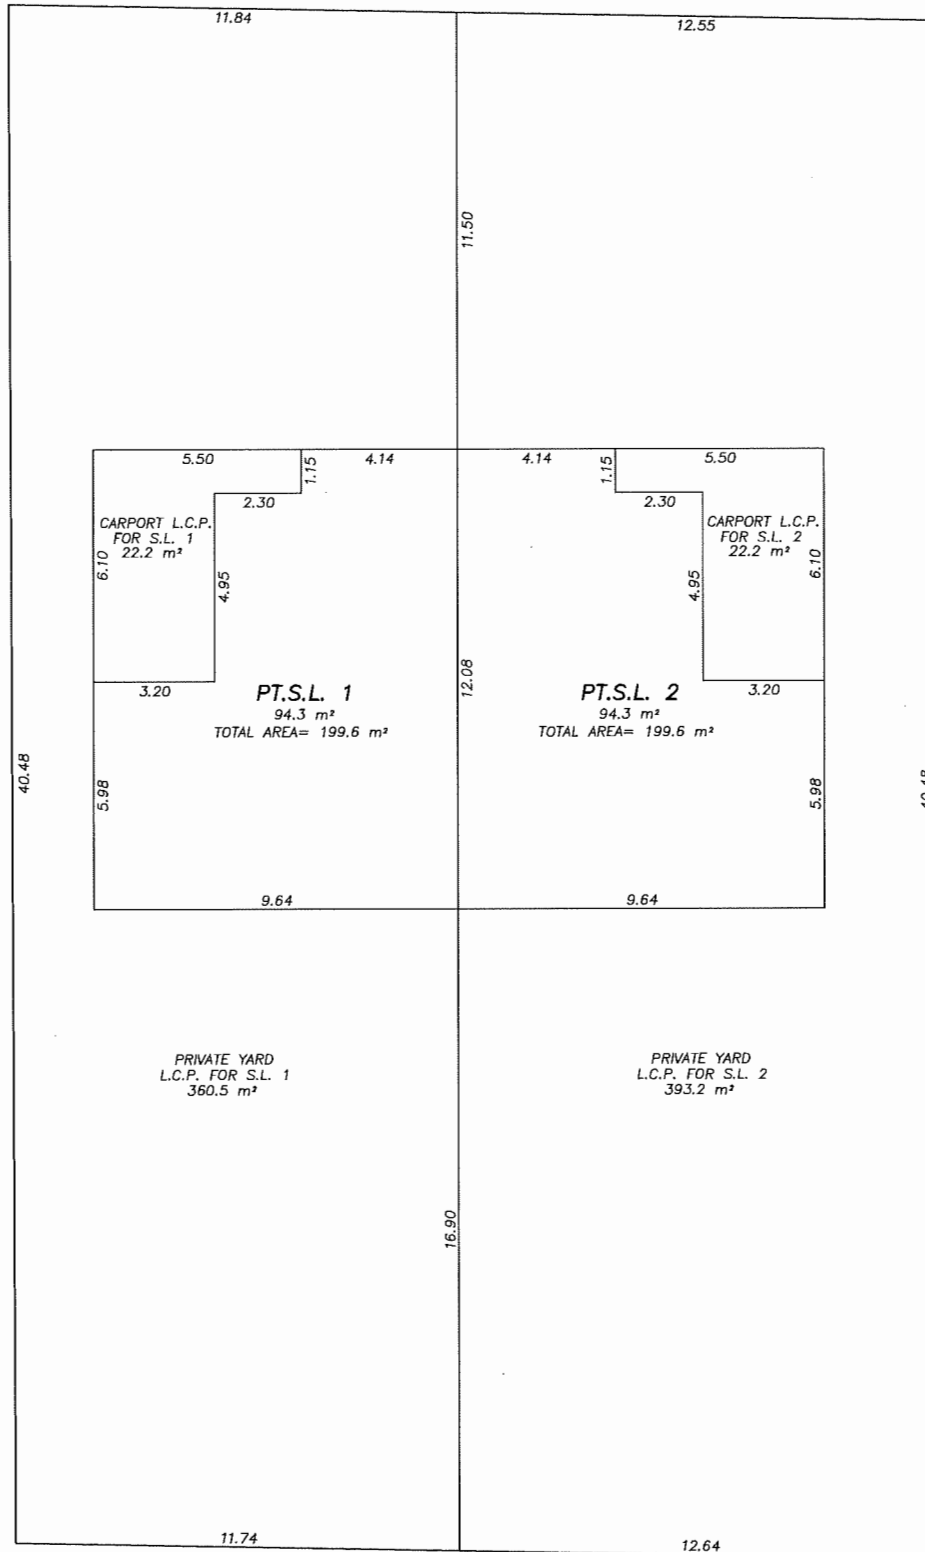 11.84
12.55
11.50
5.50
4.14
4.14
5.50
1.15
1.15
2.30
2.30
CARPORT L.C.P.
FOR S.L. 1
22.2 m²
CARPORT L.C.P.
FOR S.L. 2
22.2 m²
6.10
4.95
4.95
6.10
3.20
12.08
3.20
PT.S.L. 1
94.3 m²
TOTAL AREA= 199.6 m²
PT.S.L. 2
94.3 m²
TOTAL AREA= 199.6 m²
40.48
5.98
5.98
9.64
9.64
PRIVATE YARD
L.C.P. FOR S.L. 1
360.5 m²
PRIVATE YARD
L.C.P. FOR S.L. 2
393.2 m²
16.90
11.74
12.64